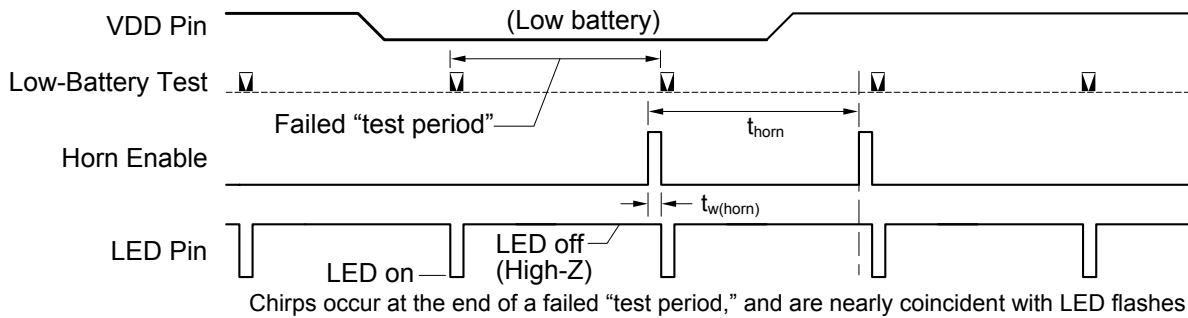 VDD Pin
(Low battery)
Low-Battery Test
Failed “test period”
thorn
Horn Enable
tw(horn)
LED Pin
LED off
(High-Z)
LED on
Chirps occur at the end of a failed “test period,” and are nearly coincident with LED flashes